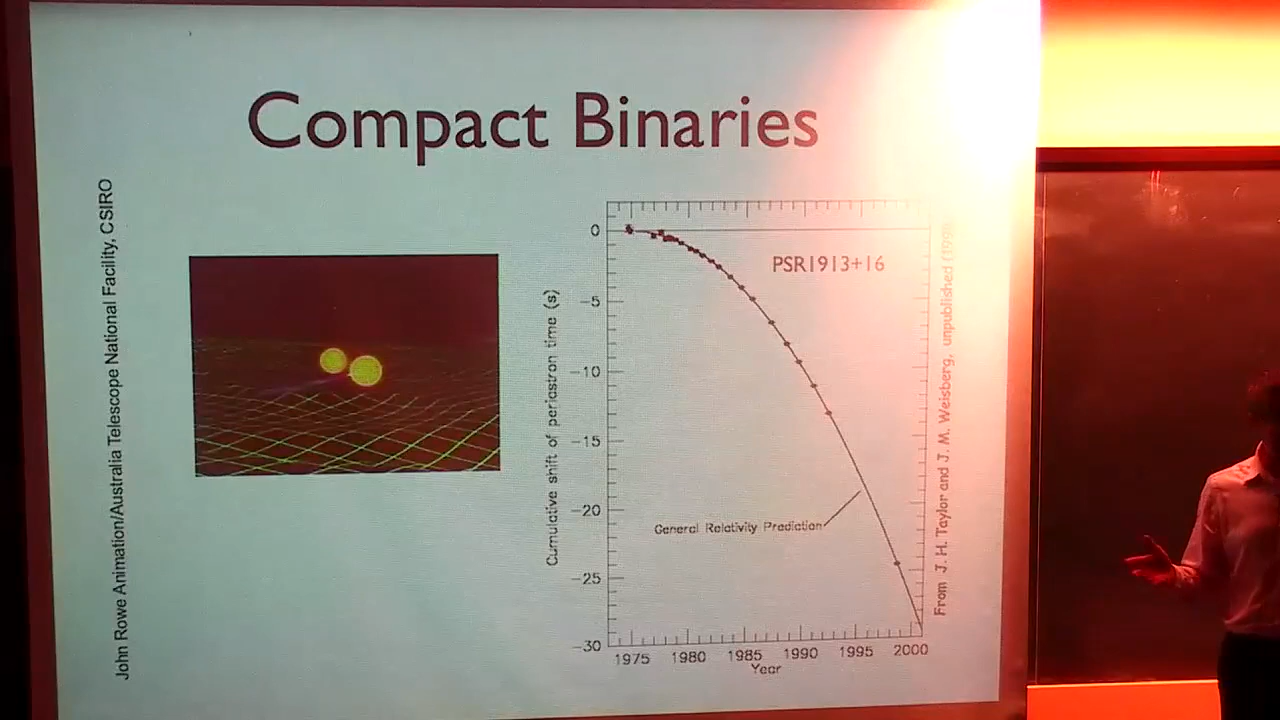 Compact Binaries
John Rowe Animation/Australia Telescope National Facility, CSIRO
PSR1913+16
Cumulative shift of periastron time (s)
0
−5
−10
−15
−20
−25
−30
General Relativity Prediction
1975 1980 1985 1990 1995 2000
Year
From J. H. Taylor and J. M. Weisberg, unpublished